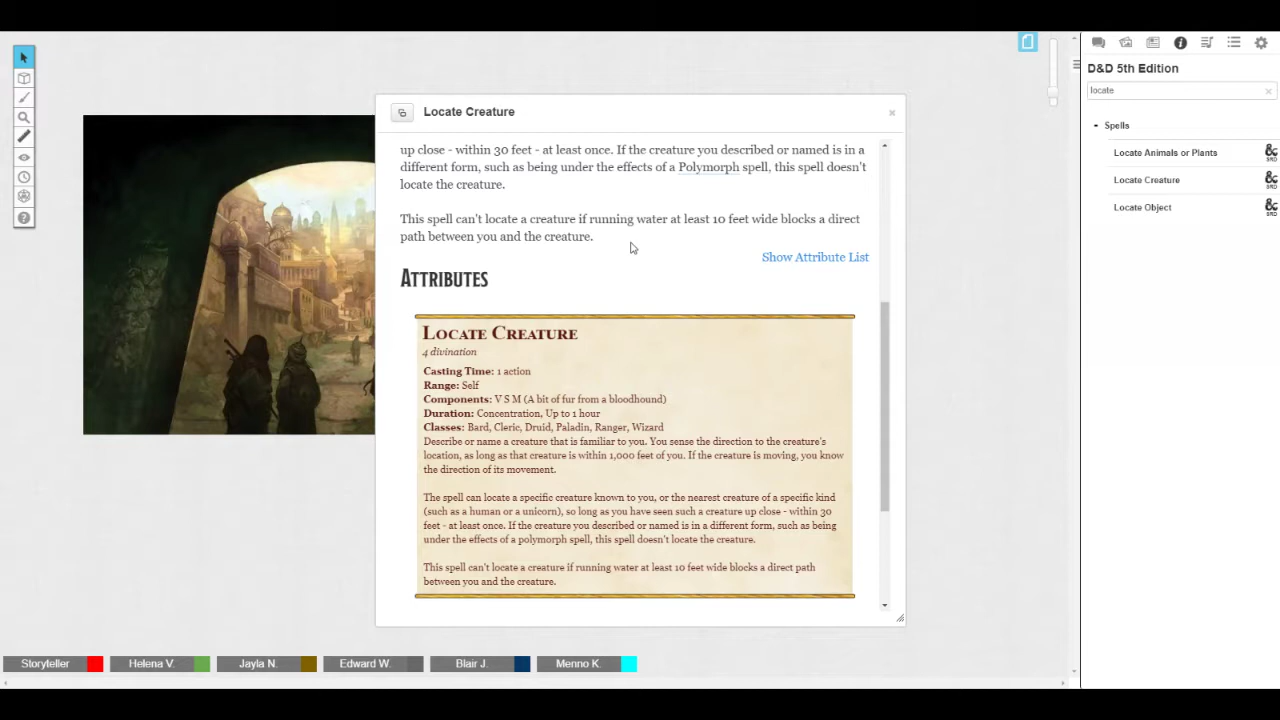 D&D 5th Edition
locate
Spells
Locate Animals or Plants
& SRD
Locate Creature
& SRD
Locate Object
& SRD
Locate Creature
up close - within 30 feet - at least once. If the creature you described or named is in a
different form, such as being under the effects of a Polymorph spell, this spell doesn't
locate the creature.
This spell can't locate a creature if running water at least 10 feet wide blocks a direct
path between you and the creature.
Show Attribute List
Attributes
Locate Creature
4 divination
Casting Time: 1 action
Range: Self
Components: V S M (A bit of fur from a bloodhound)
Duration: Concentration, Up to 1 hour
Classes: Bard, Cleric, Druid, Paladin, Ranger, Wizard
Describe or name a creature that is familiar to you. You sense the direction to the creature's
location, as long as that creature is within 1,000 feet of you. If the creature is moving, you know
the direction of its movement.
The spell can locate a specific creature known to you, or the nearest creature of a specific kind
(such as a human or a unicorn), so long as you have seen such a creature up close - within 30
feet - at least once. If the creature you described or named is in a different form, such as being
under the effects of a polymorph spell, this spell doesn't locate the creature.
This spell can't locate a creature if running water at least 10 feet wide blocks a direct path
between you and the creature.
Storyteller
Helena V.
Jayla N.
Edward W.
Blair J.
Menno K.